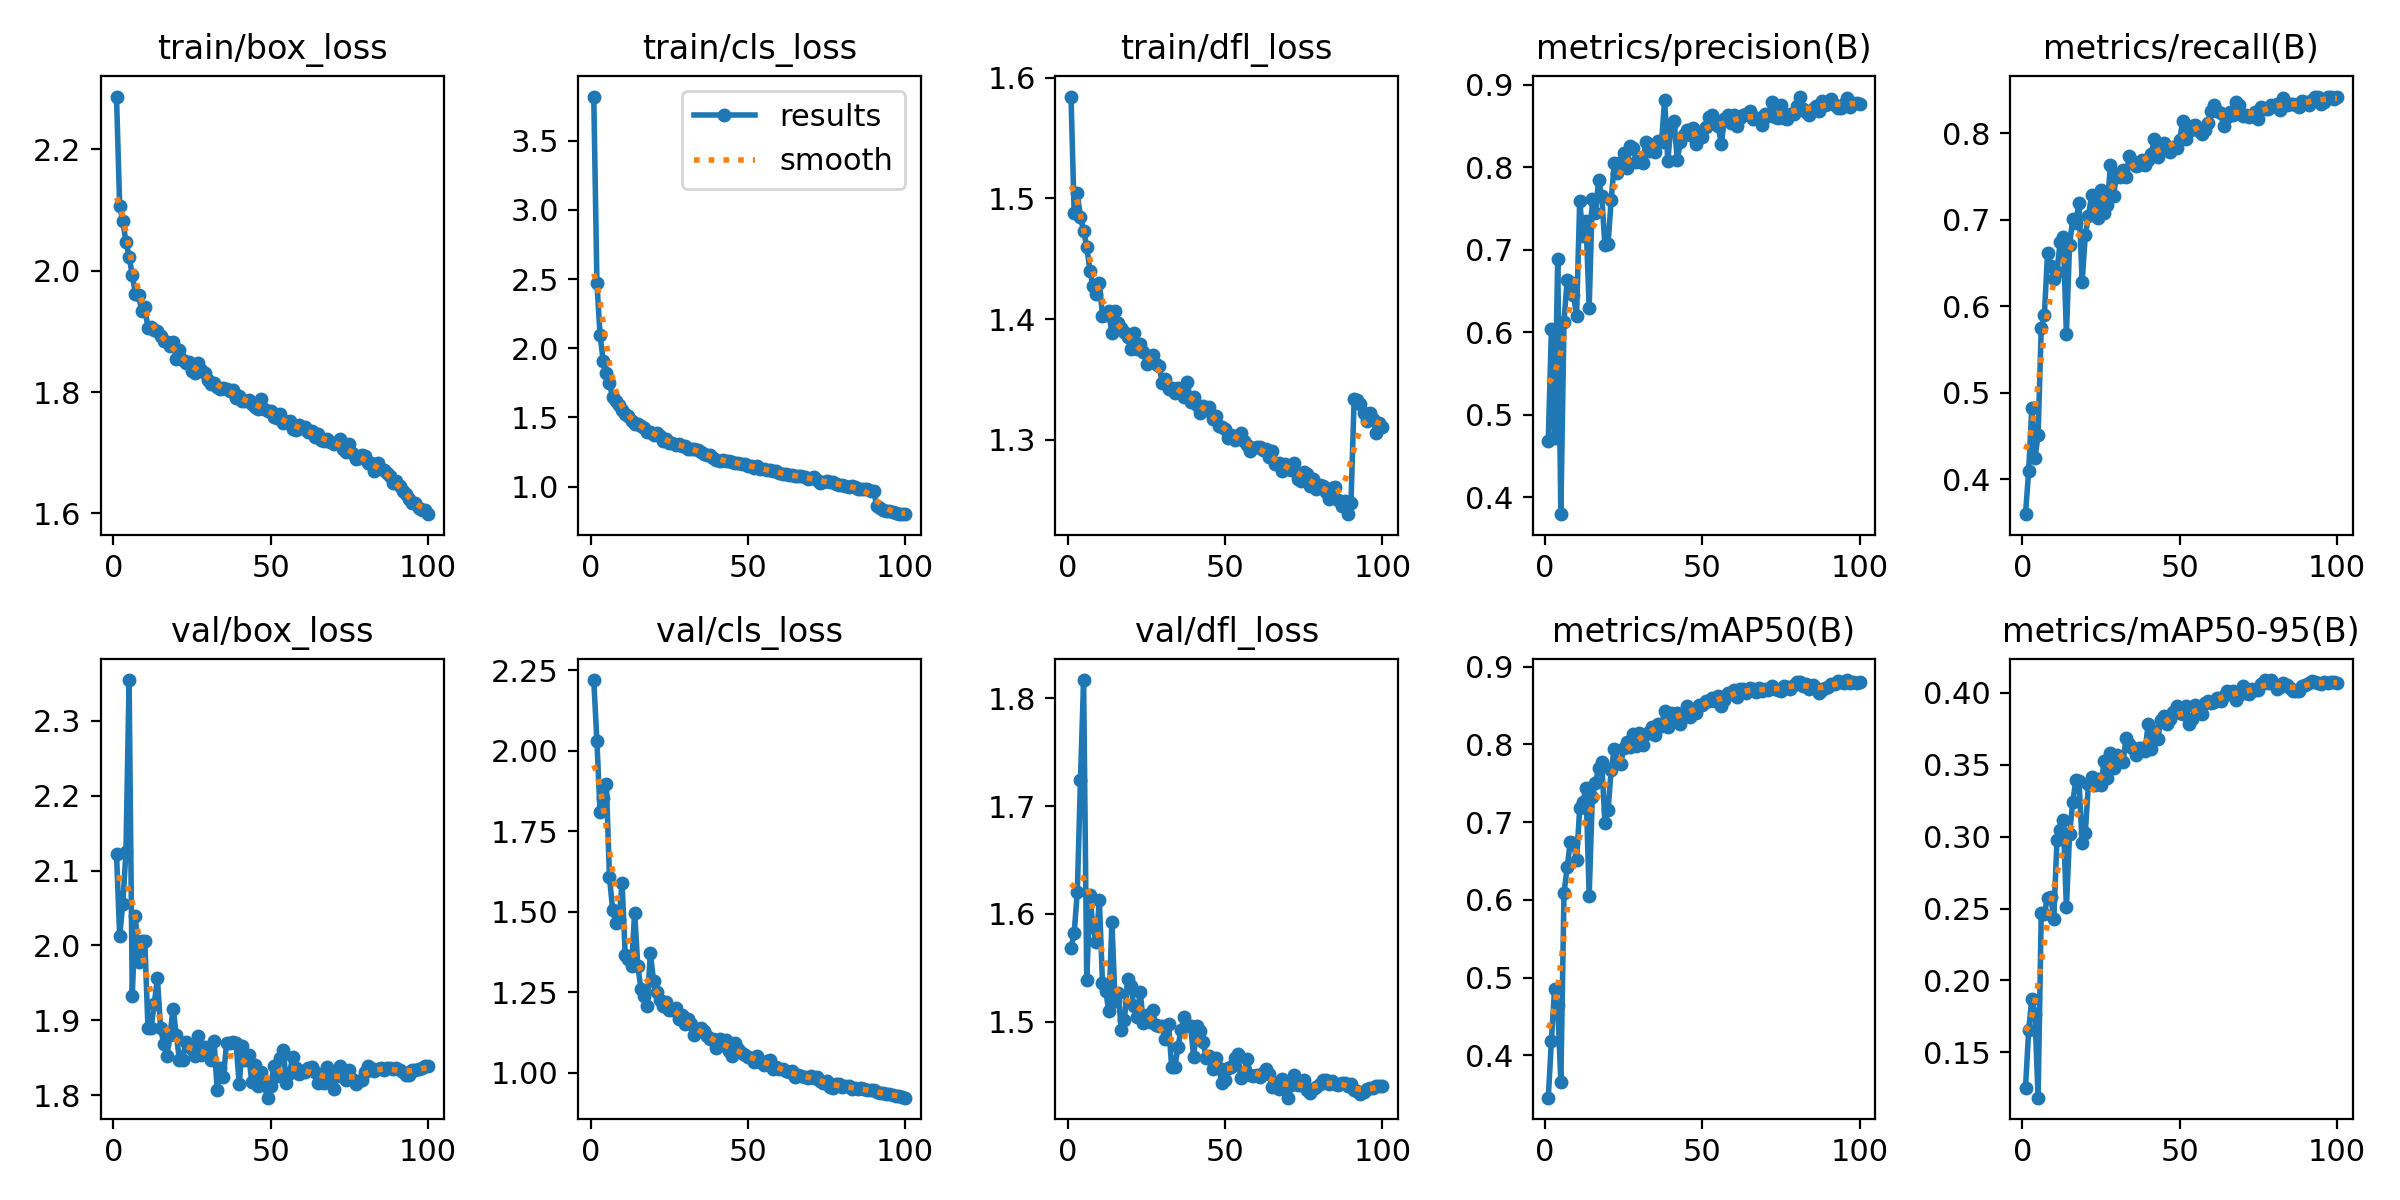 train/box_loss
2.2
2.0
1.8
1.6
0 50 100
train/cls_loss
results
smooth
3.5
3.0
2.5
2.0
1.5
1.0
0 50 100
train/dfl_loss
1.6
1.5
1.4
1.3
0 50 100
metrics/precision(B)
0.9
0.8
0.7
0.6
0.5
0.4
0 50 100
metrics/recall(B)
0.8
0.7
0.6
0.5
0.4
0 50 100
val/box_loss
2.3
2.2
2.1
2.0
1.9
1.8
0 50 100
val/cls_loss
2.25
2.00
1.75
1.50
1.25
1.00
0 50 100
val/dfl_loss
1.8
1.7
1.6
1.5
0 50 100
metrics/mAP50(B)
0.9
0.8
0.7
0.6
0.5
0.4
0 50 100
metrics/mAP50-95(B)
0.40
0.35
0.30
0.25
0.20
0.15
0 50 100